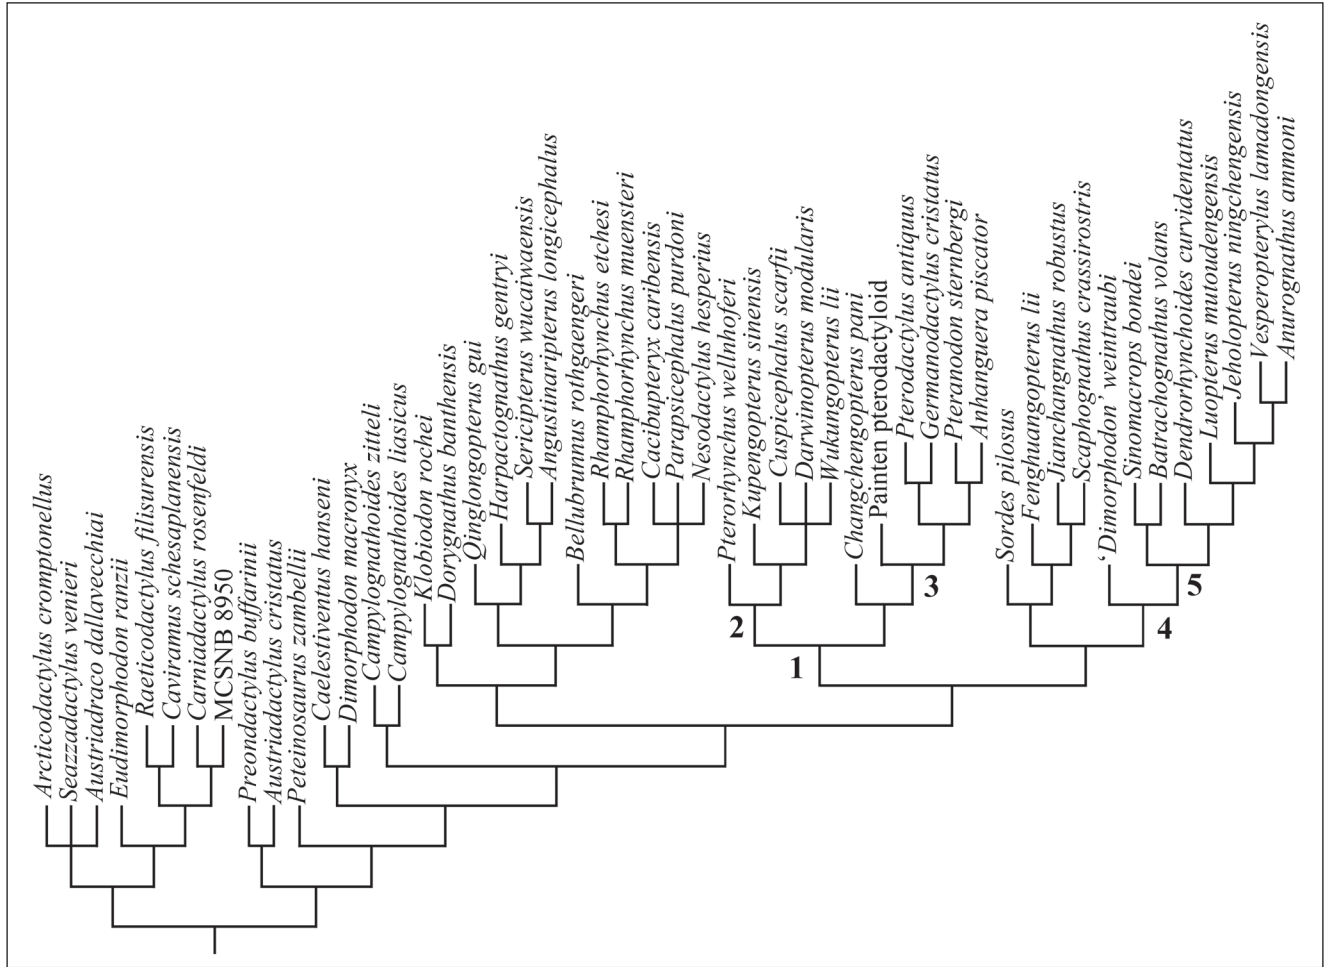 Arcticodactylus cromptonellus
Seazzadactylus venieri
Austriadraco dallavecchiai
Eudimorphodon ranzii
Raeticodactylus filisurensis
Caviramus schesaplanensis
Carniadactylus rosenfeldi
MCSNB 8950
Preondactylus buffarinii
Austriadactylus cristatus
Peteinosaurus zambellii
Caelestiventus hanseni
Dimorphodon macronyx
Campylognathoides zitteli
Campylognathoides liasicus
Klobiodon rochei
Dorygnathus banthensis
Qinglongopterus gui
Harpactognathus gentryi
Sericipterus wucaiwanensis
Angustinaripterus longicephalus
Bellubrunnus rothgaengeri
Rhamphorhynchus etchesi
Rhamphorhynchus muensteri
Cacibupteryx caribensis
Parapsicephalus purdoni
Nesodactylus hesperius
Pterorhynchus wellnhoferi
Kupengopterus sinensis
Cuspicephalus scarfii
Darwinopterus modularis
Wukungopterus lii
Changchengopterus pani
Painten pterodactyloid
Pterodactylus antiquus
Germanodactylus cristatus
Pteranodon sternbergi
Anhanguera piscator
Sordes pilosus
Fenghuangopterus lii
Jianchangnathus robustus
Scaphognathus crassirostris
‘Dimorphodon’ weintraubi
Sinomacrops bondei
Batrachognathus volans
Dendrorhynchoides curvidentatus
Luopterus mutoudengensis
Jeholopterus ningchengensis
Vesperopterylus lamadongensis
Anurognathus ammoni
1
2
3
4
5